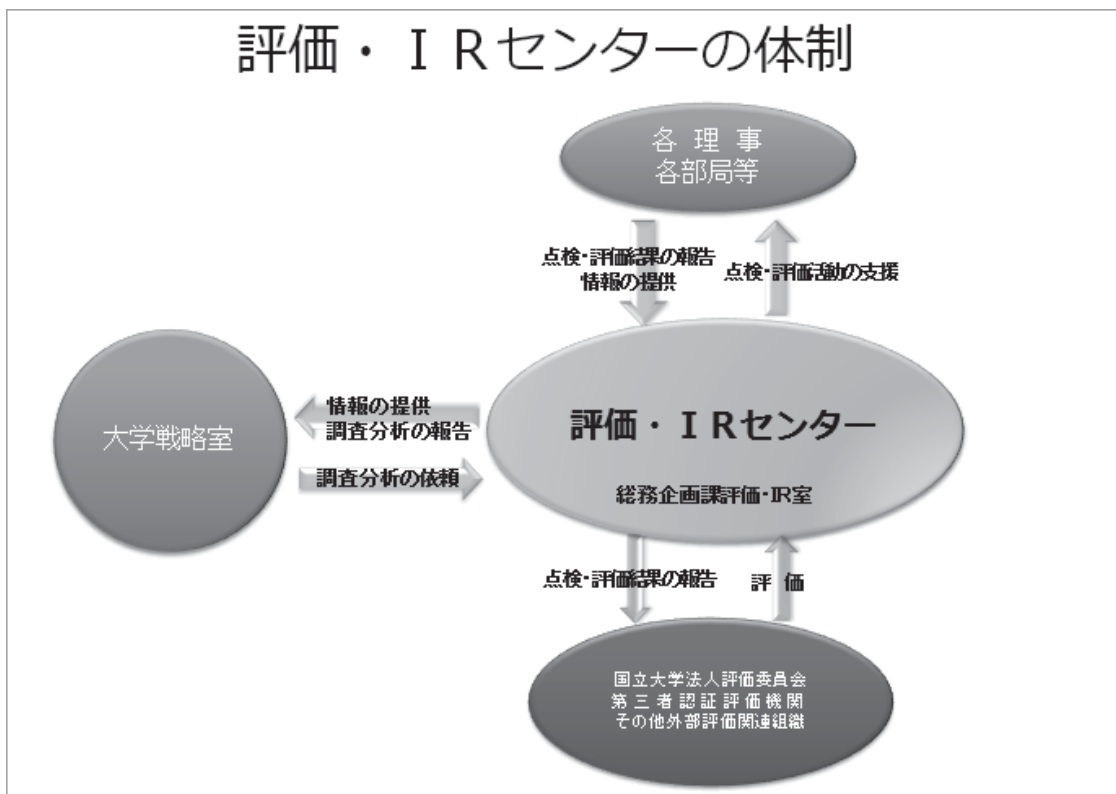 評価・ＩＲセンターの体制
各 理 事
各部局等
点検・評価結果の報告
情報の提供
点検・評価活動の支援
大学戦略室
情報の提供
調査分析の報告
調査分析の依頼
評価・ＩＲセンター
総務企画課評価・IR室
点検・評価結果の報告
評 価
国立大学法人評価委員会
第三者認証評価機関
その他外部評価関連組織